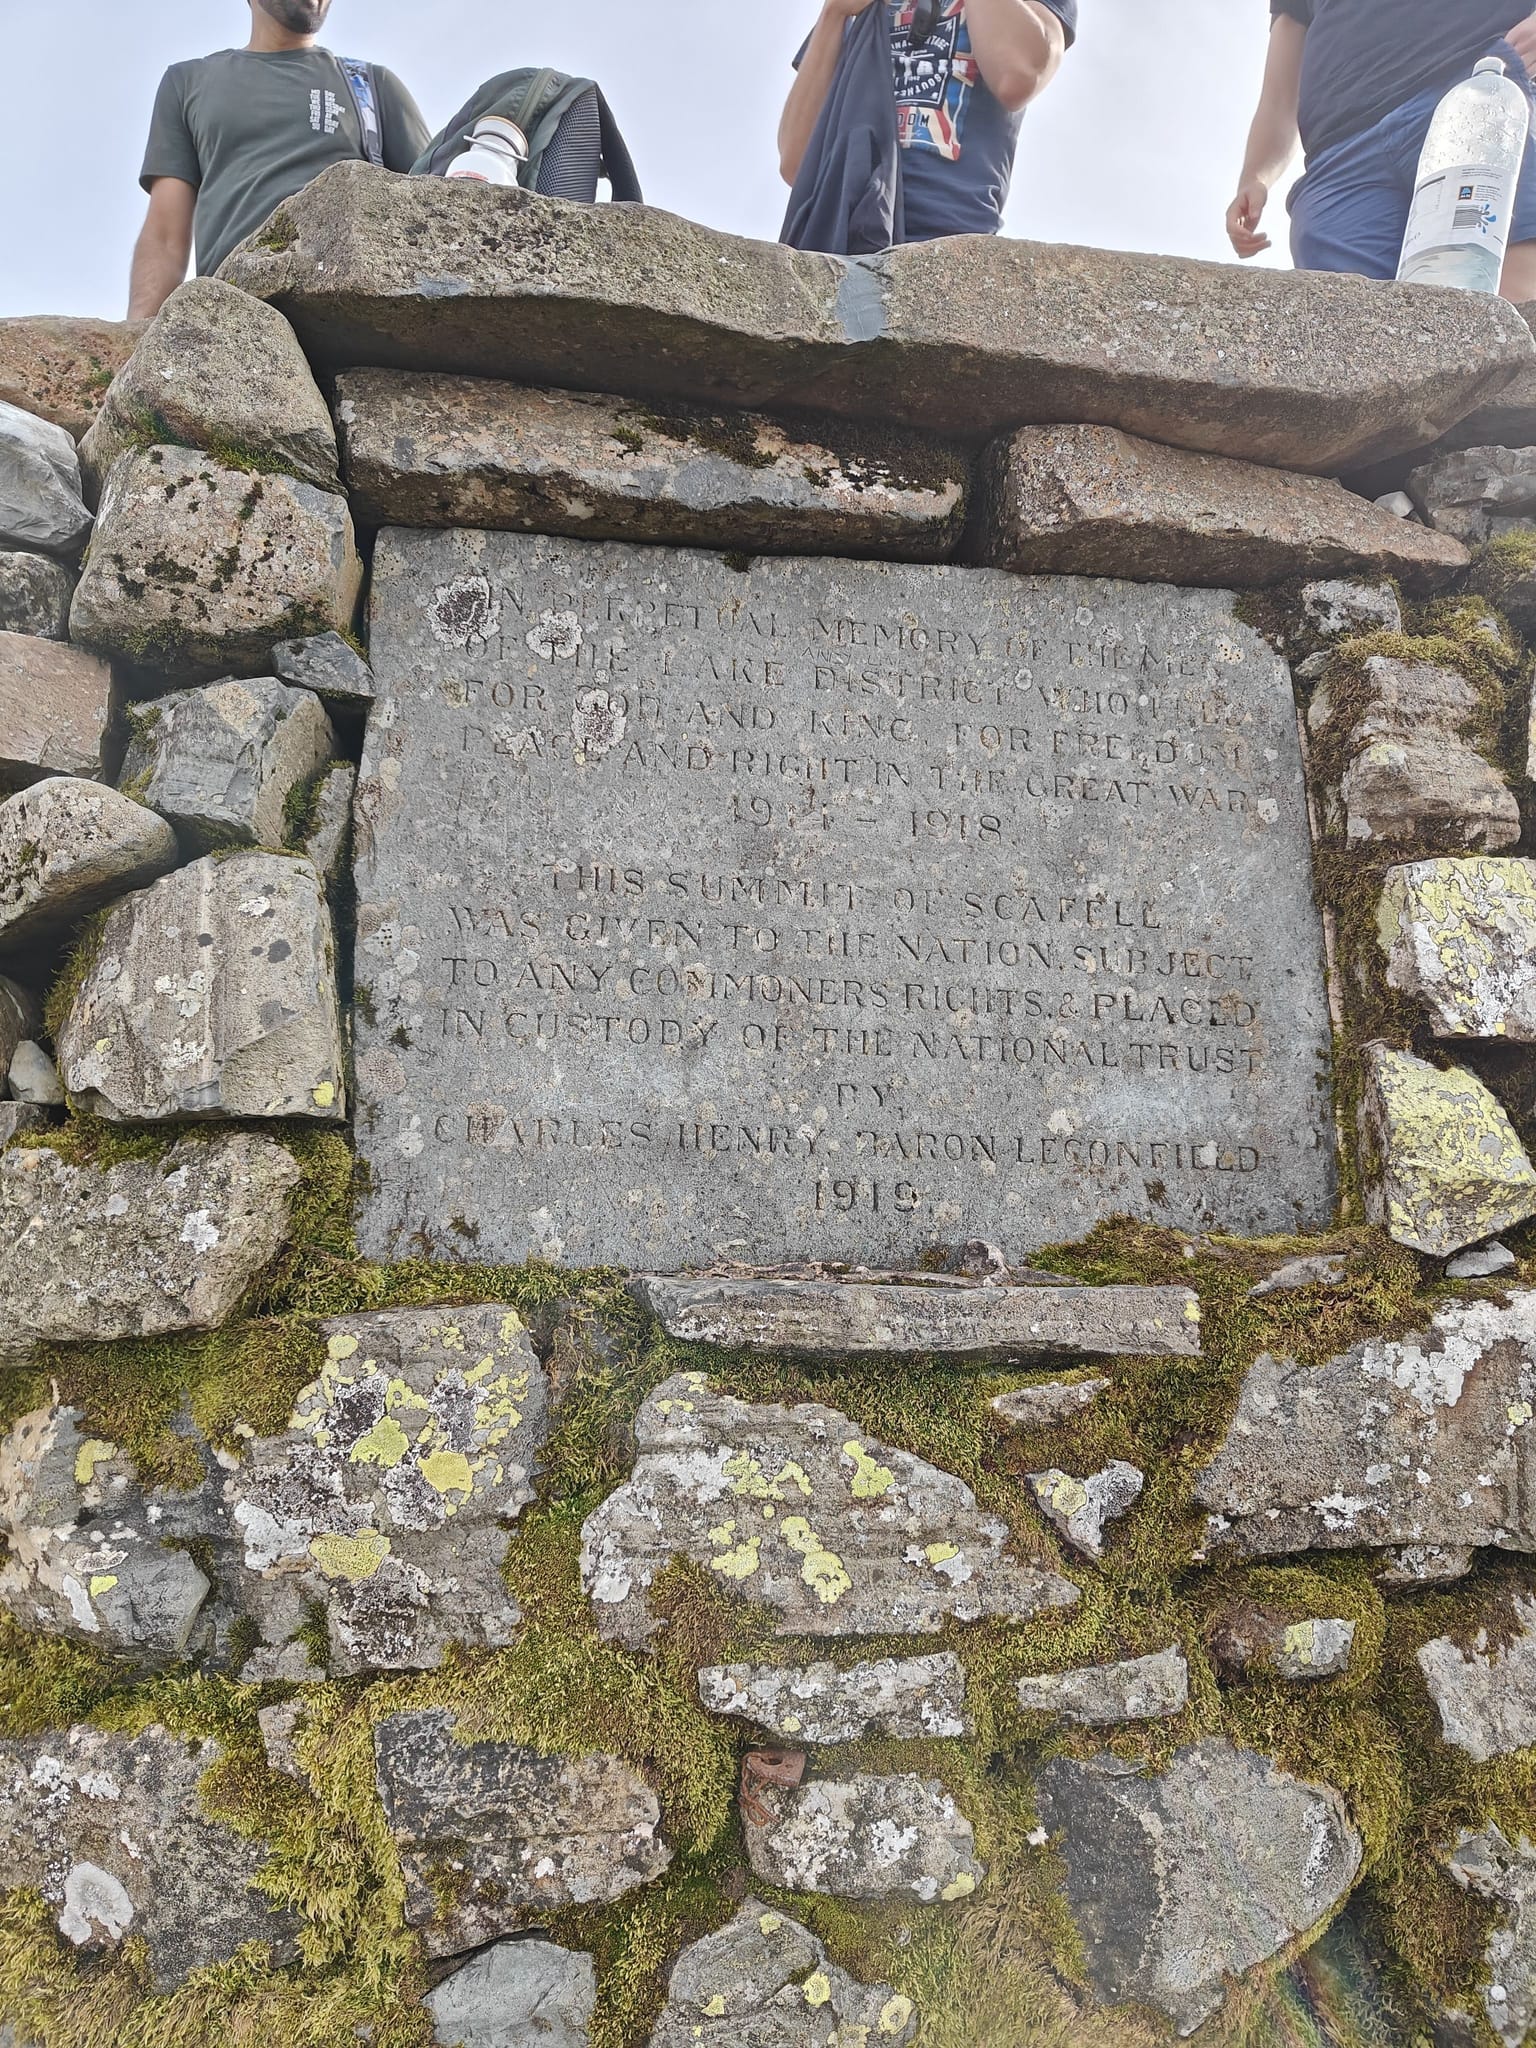 IN PERPETUAL MEMORY OF THE MEN
OF THE LAKE DISTRICT WHO FELL
FOR GOD AND KING, FOR FREEDOM
PEACE AND RIGHT IN THE GREAT WAR
1914 – 1918.
THIS SUMMIT OF SCAFELL
WAS GIVEN TO THE NATION, SUBJECT
TO ANY COMMONERS RIGHTS, & PLACED
IN CUSTODY OF THE NATIONAL TRUST
BY
CHARLES HENRY BARON LECONFIELD
1919.